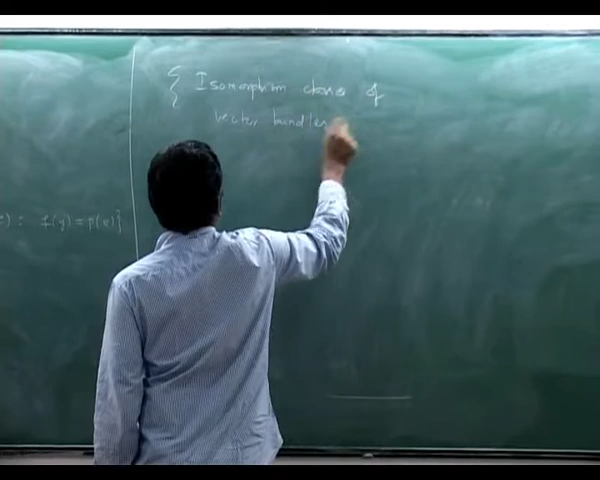 ) : f(y) = p(x)}
{ Isomorphism classes of
vector bundles